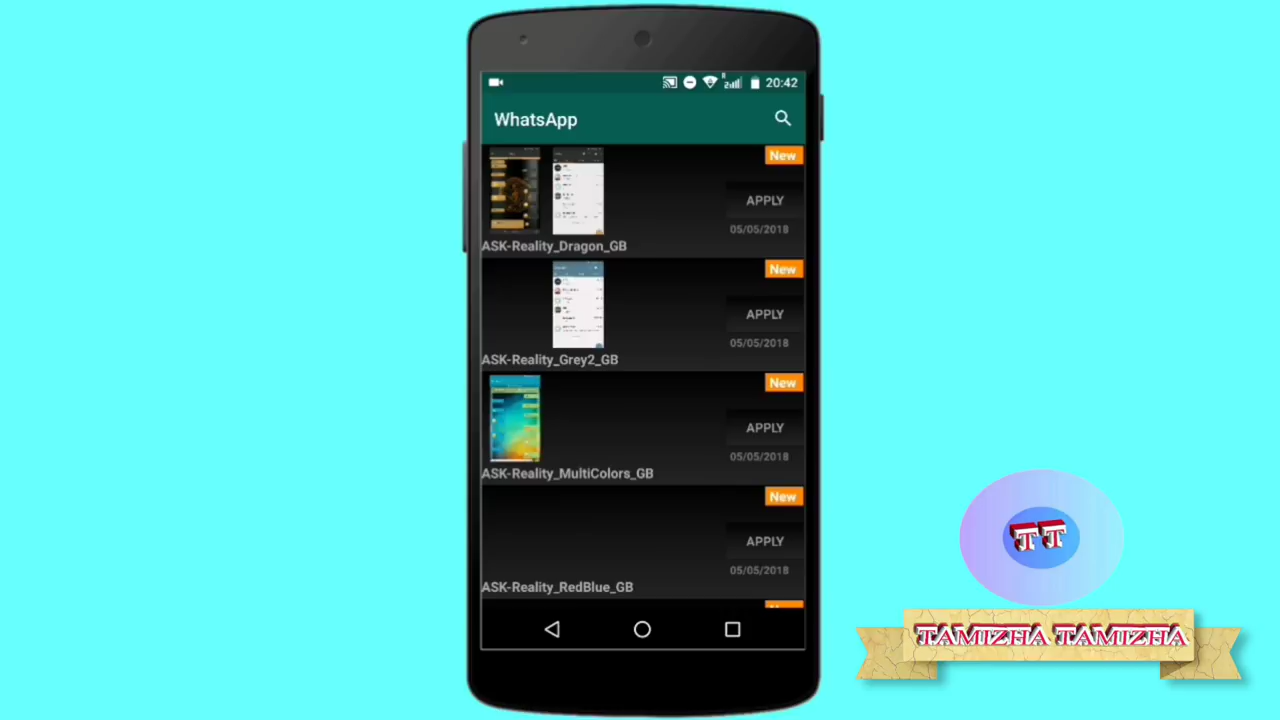 20:42
WhatsApp
New
APPLY
05/05/2018
ASK-Reality_Dragon_GB
New
APPLY
05/05/2018
ASK-Reality_Grey2_GB
New
APPLY
05/05/2018
ASK-Reality_MultiColors_GB
New
APPLY
05/05/2018
ASK-Reality_RedBlue_GB
TT
TAMIZHA TAMIZHA